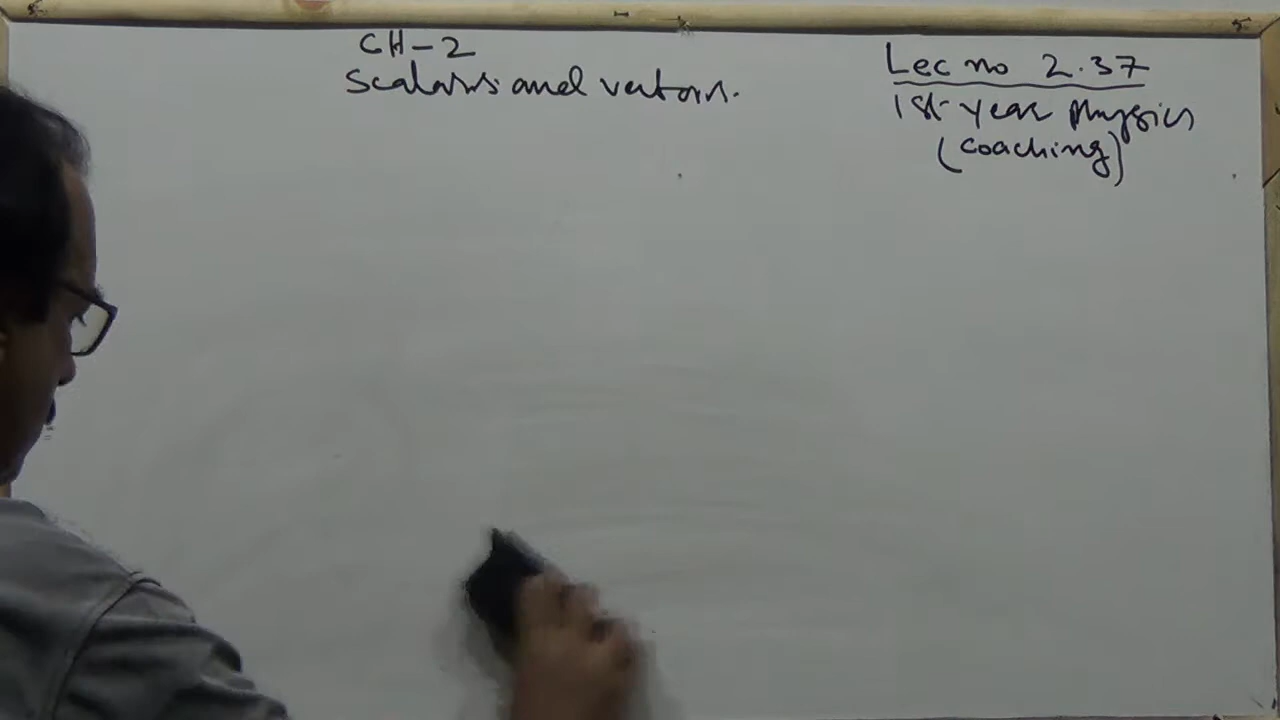 CH-2
Scalars and vectors.
Lec no 2.37
1st year Physics
(coaching)